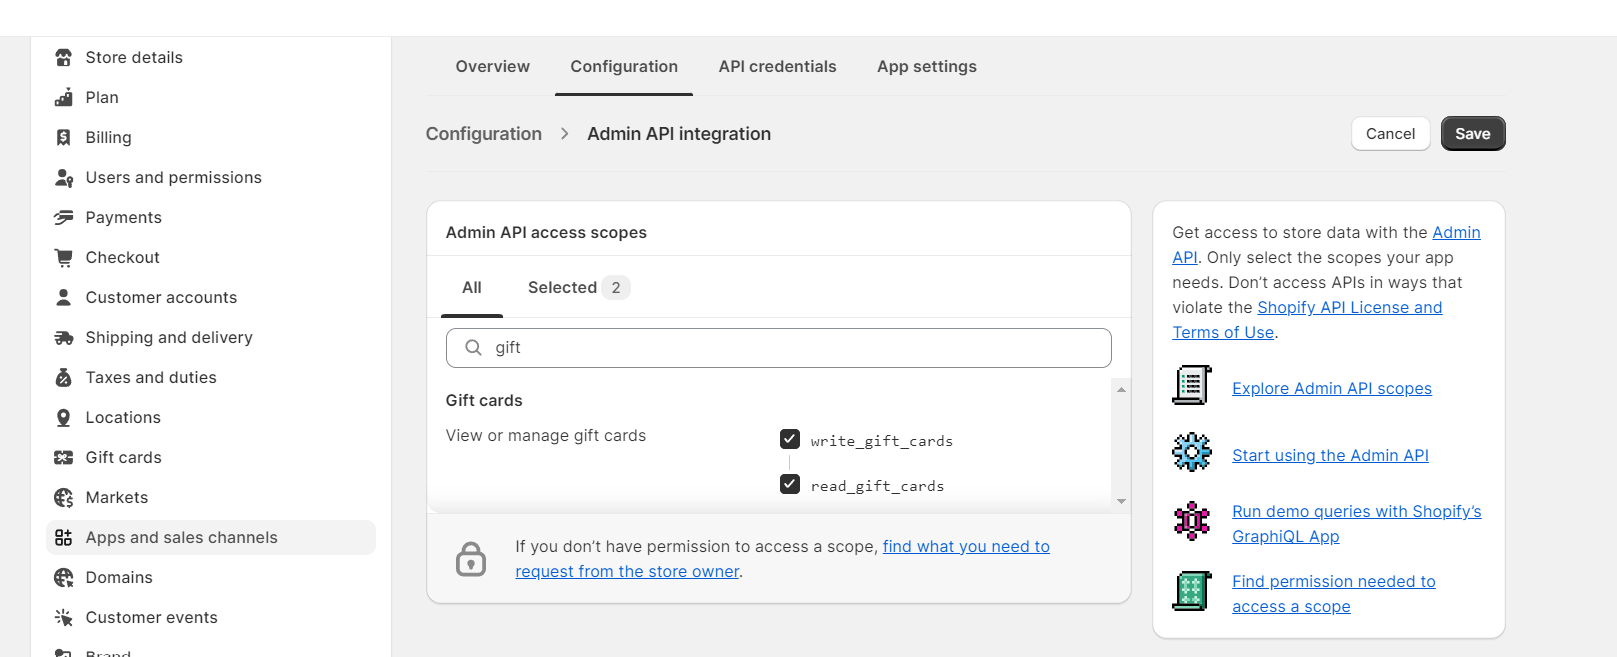 Store details
Plan
Billing
Users and permissions
Payments
Checkout
Customer accounts
Shipping and delivery
Taxes and duties
Locations
Gift cards
Markets
Apps and sales channels
Domains
Customer events
Brand
Overview Configuration API credentials App settings
Configuration > Admin API integration
Cancel Save
Admin API access scopes
All Selected 2
gift
Gift cards
View or manage gift cards
write_gift_cards
read_gift_cards
If you don’t have permission to access a scope, find what you need to
request from the store owner.
Get access to store data with the Admin
API. Only select the scopes your app
needs. Don’t access APIs in ways that
violate the Shopify API License and
Terms of Use.
Explore Admin API scopes
Start using the Admin API
Run demo queries with Shopify’s
GraphiQL App
Find permission needed to
access a scope